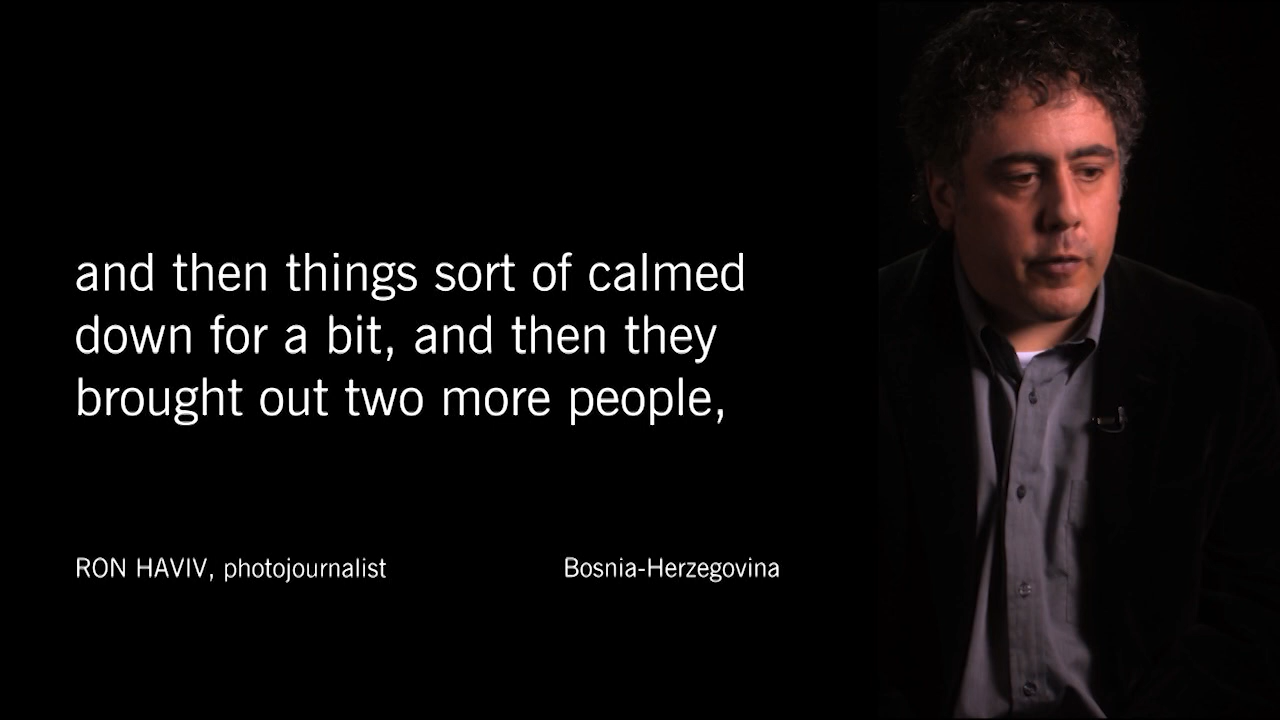 and then things sort of calmed
down for a bit, and then they
brought out two more people,
RON HAVIV, photojournalist
Bosnia-Herzegovina